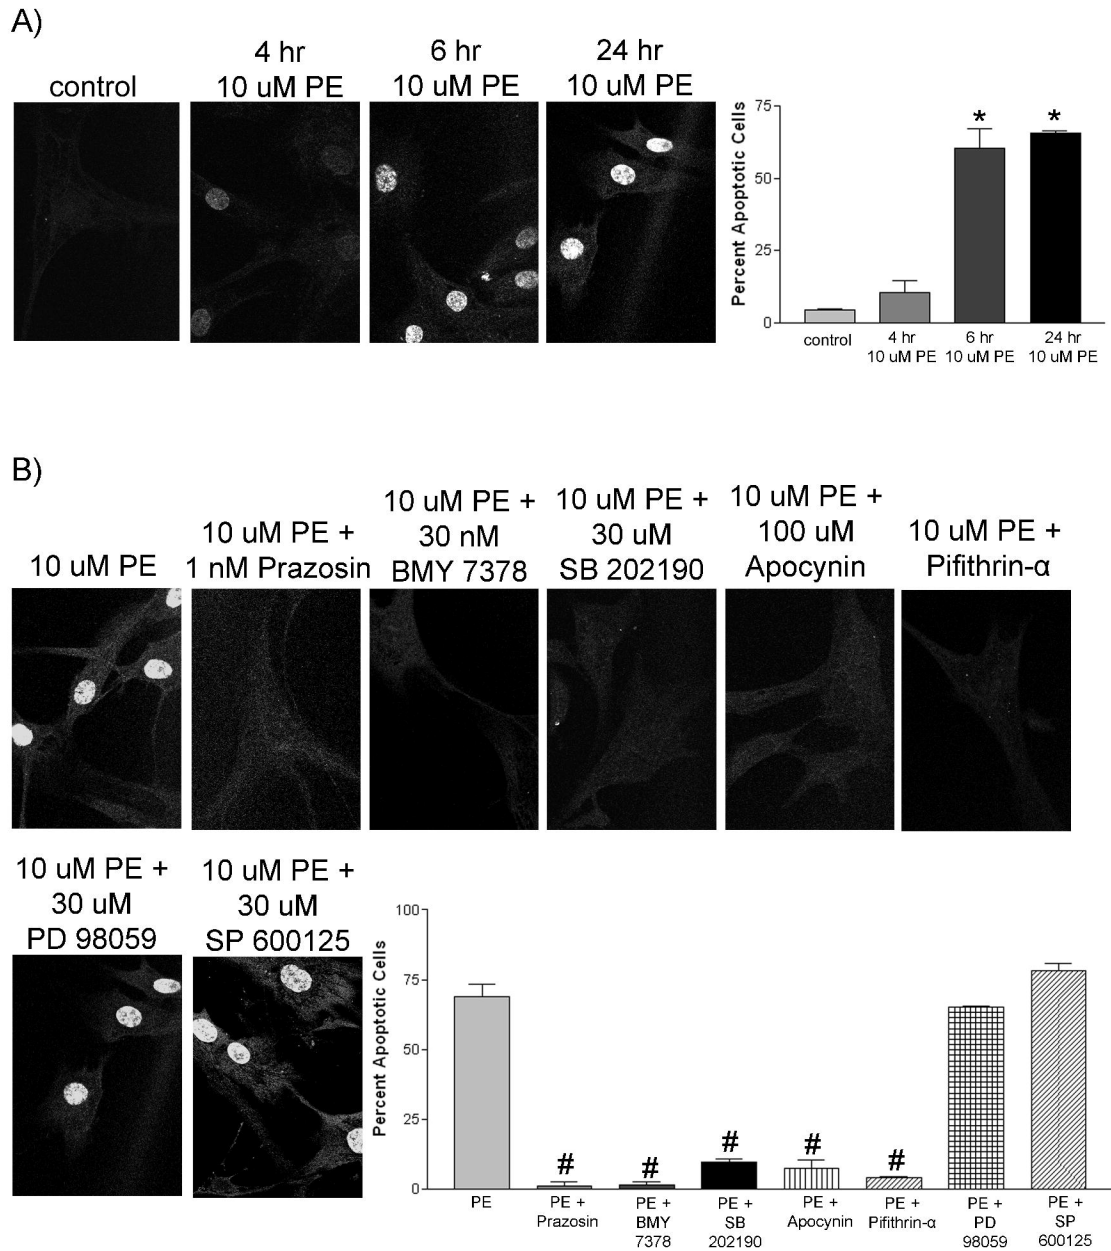 A)
control
4 hr
10 uM PE
6 hr
10 uM PE
24 hr
10 uM PE
Percent Apoptotic Cells
75
50
25
0
*
*
control
4 hr
10 uM PE
6 hr
10 uM PE
24 hr
10 uM PE
B)
10 uM PE
10 uM PE +
1 nM Prazosin
10 uM PE +
30 nM
BMY 7378
10 uM PE +
30 uM
SB 202190
10 uM PE +
100 uM
Apocynin
10 uM PE +
Pifithrin-α
10 uM PE +
30 uM
PD 98059
10 uM PE +
30 uM
SP 600125
Percent Apoptotic Cells
100
75
50
25
0
#
#
#
#
#
PE
PE +
Prazosin
PE +
BMY
7378
PE +
SB
202190
PE +
Apocynin
PE +
Pifithrin-α
PE +
PD
98059
PE +
SP
600125